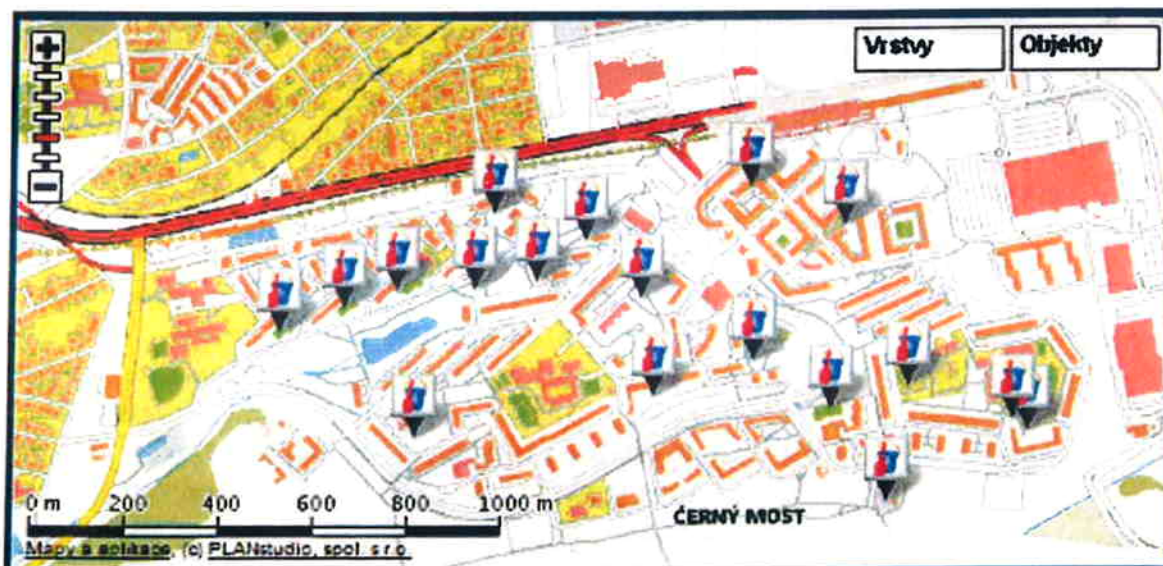 Vrstvy Objekty
ČERNÝ MOST
0 m 200 400 600 800 1000 m
Mapy a aplikace, (c) PLANstudio, spol. s r.o.